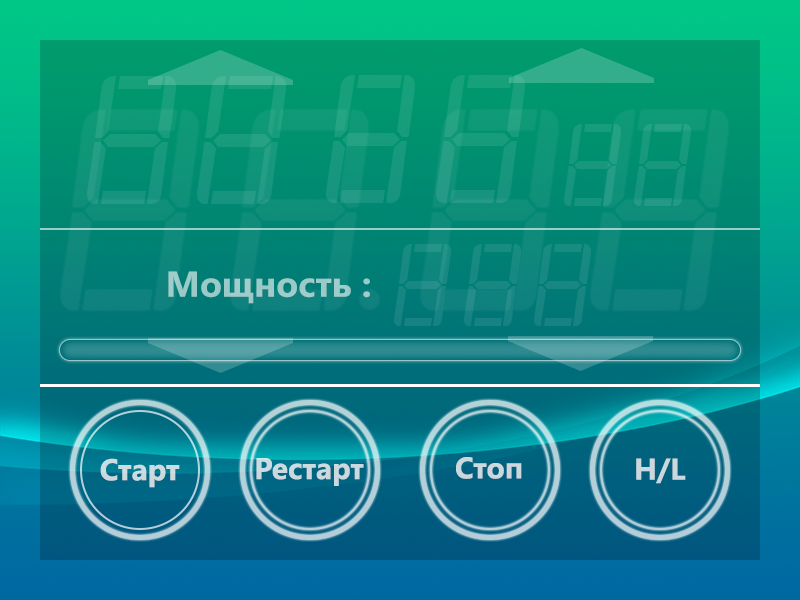 Мощность :
Старт
Рестарт
Стоп
H/L